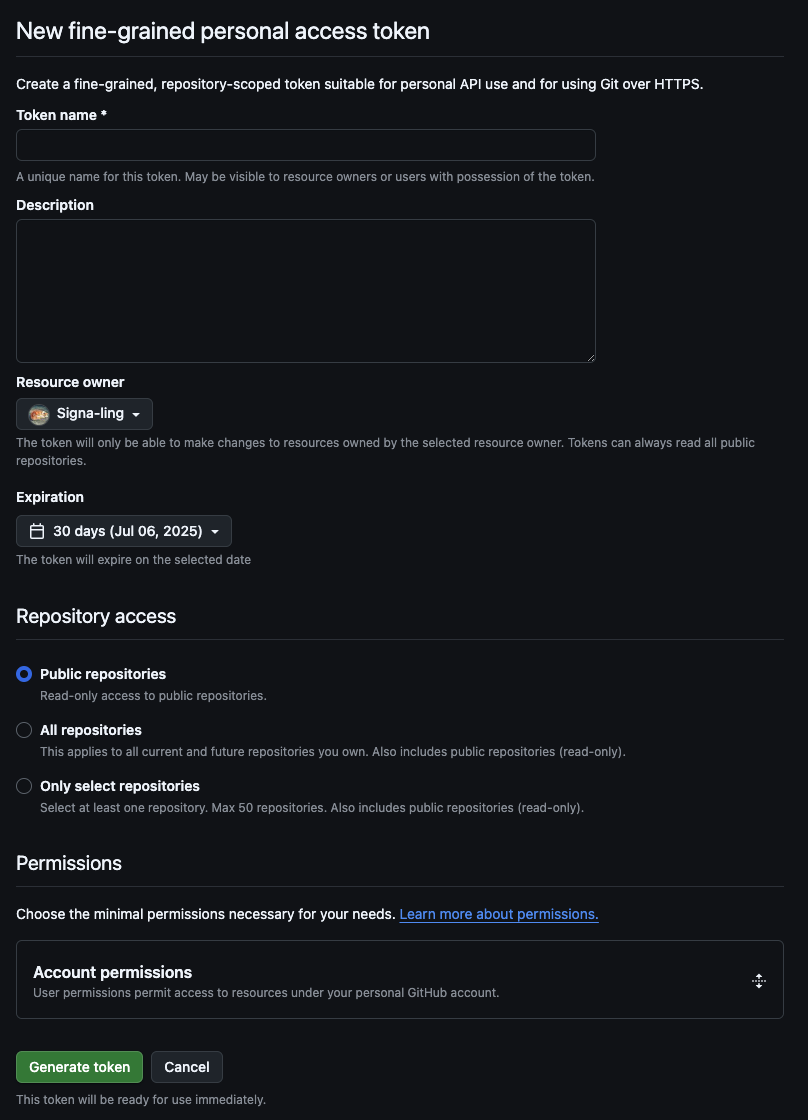 New fine-grained personal access token
Create a fine-grained, repository-scoped token suitable for personal API use and for using Git over HTTPS.
Token name *
A unique name for this token. May be visible to resource owners or users with possession of the token.
Description
Resource owner
Signa-ling
The token will only be able to make changes to resources owned by the selected resource owner. Tokens can always read all public
repositories.
Expiration
30 days (Jul 06, 2025)
The token will expire on the selected date
Repository access
Public repositories
Read-only access to public repositories.
All repositories
This applies to all current and future repositories you own. Also includes public repositories (read-only).
Only select repositories
Select at least one repository. Max 50 repositories. Also includes public repositories (read-only).
Permissions
Choose the minimal permissions necessary for your needs. Learn more about permissions.
Account permissions
User permissions permit access to resources under your personal GitHub account.
Generate token Cancel
This token will be ready for use immediately.